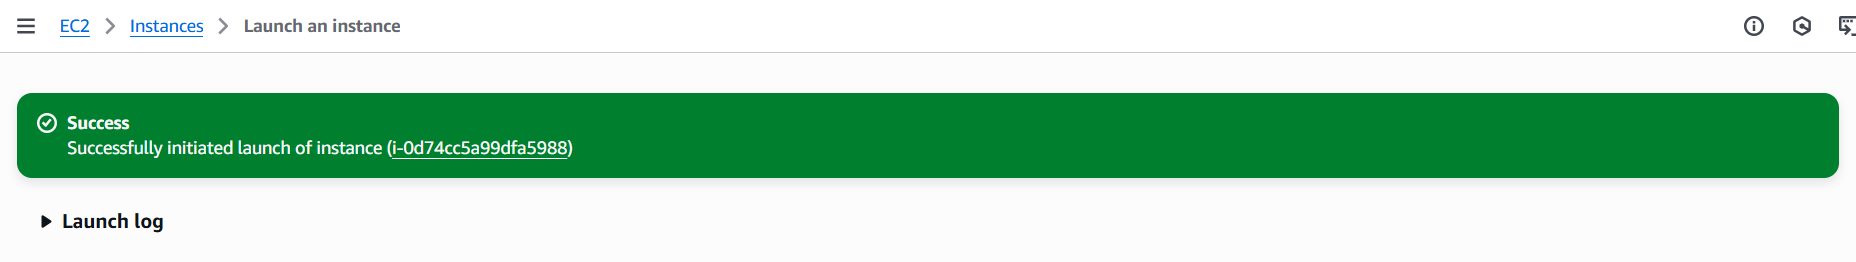 EC2 Instances Launch an instance
Success
Successfully initiated launch of instance (i-0d74cc5a99dfa5988)
Launch log